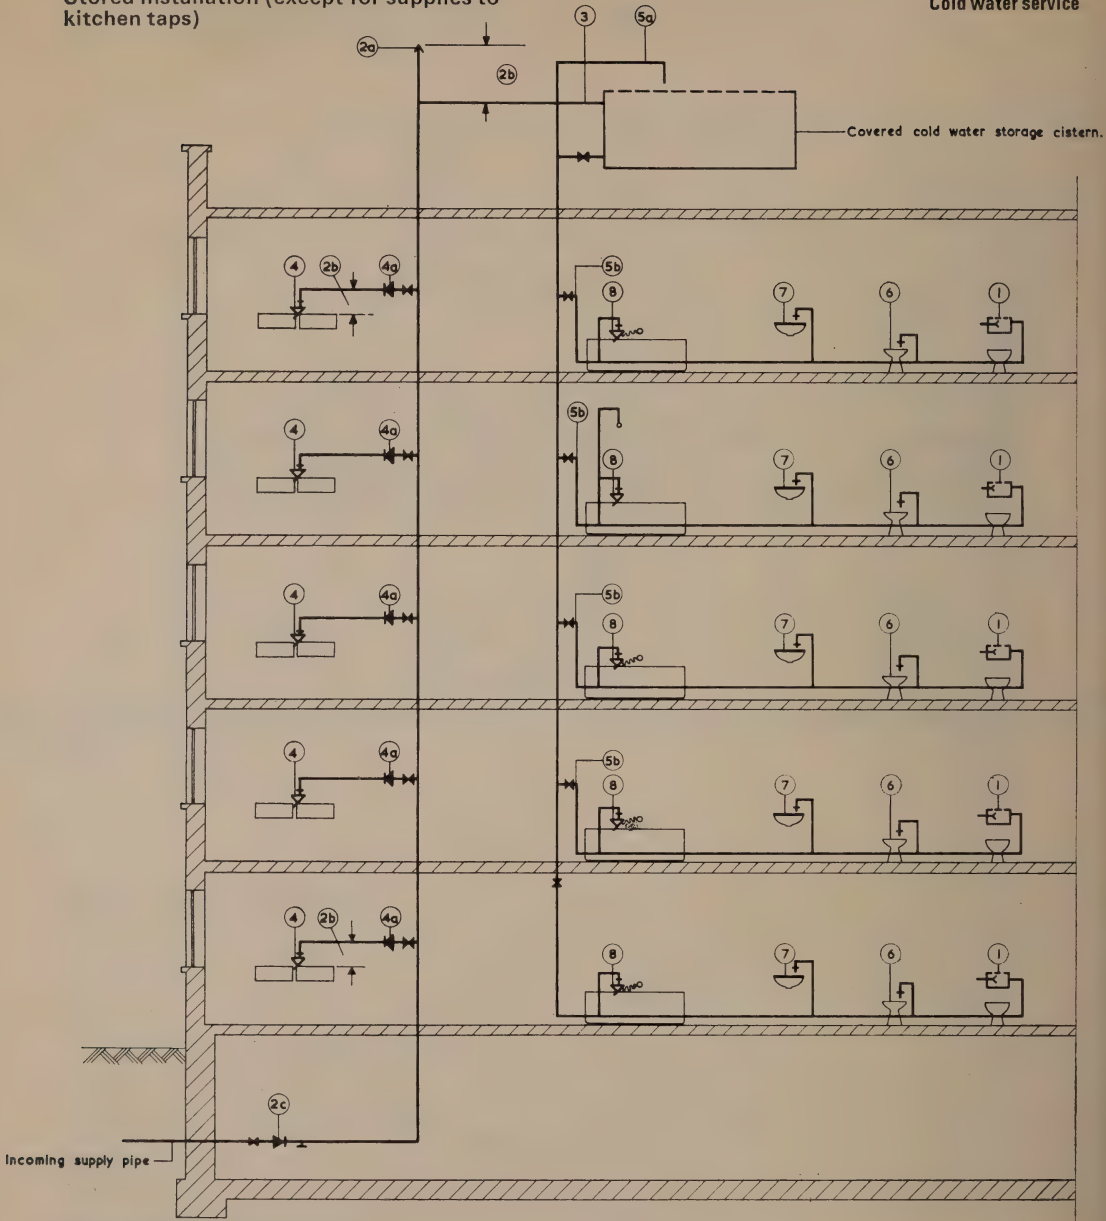 Stored installation (except for supplies to
kitchen taps)
Cold water service
2a
3
5a
2b
Covered cold water storage cistern.
4
2b
4a
5b
8
7
6
1
4
4a
5b
8
7
6
1
4
4a
5b
8
7
6
1
4
4a
5b
8
7
6
1
4
2b
4a
8
7
6
1
2c
Incoming supply pipe